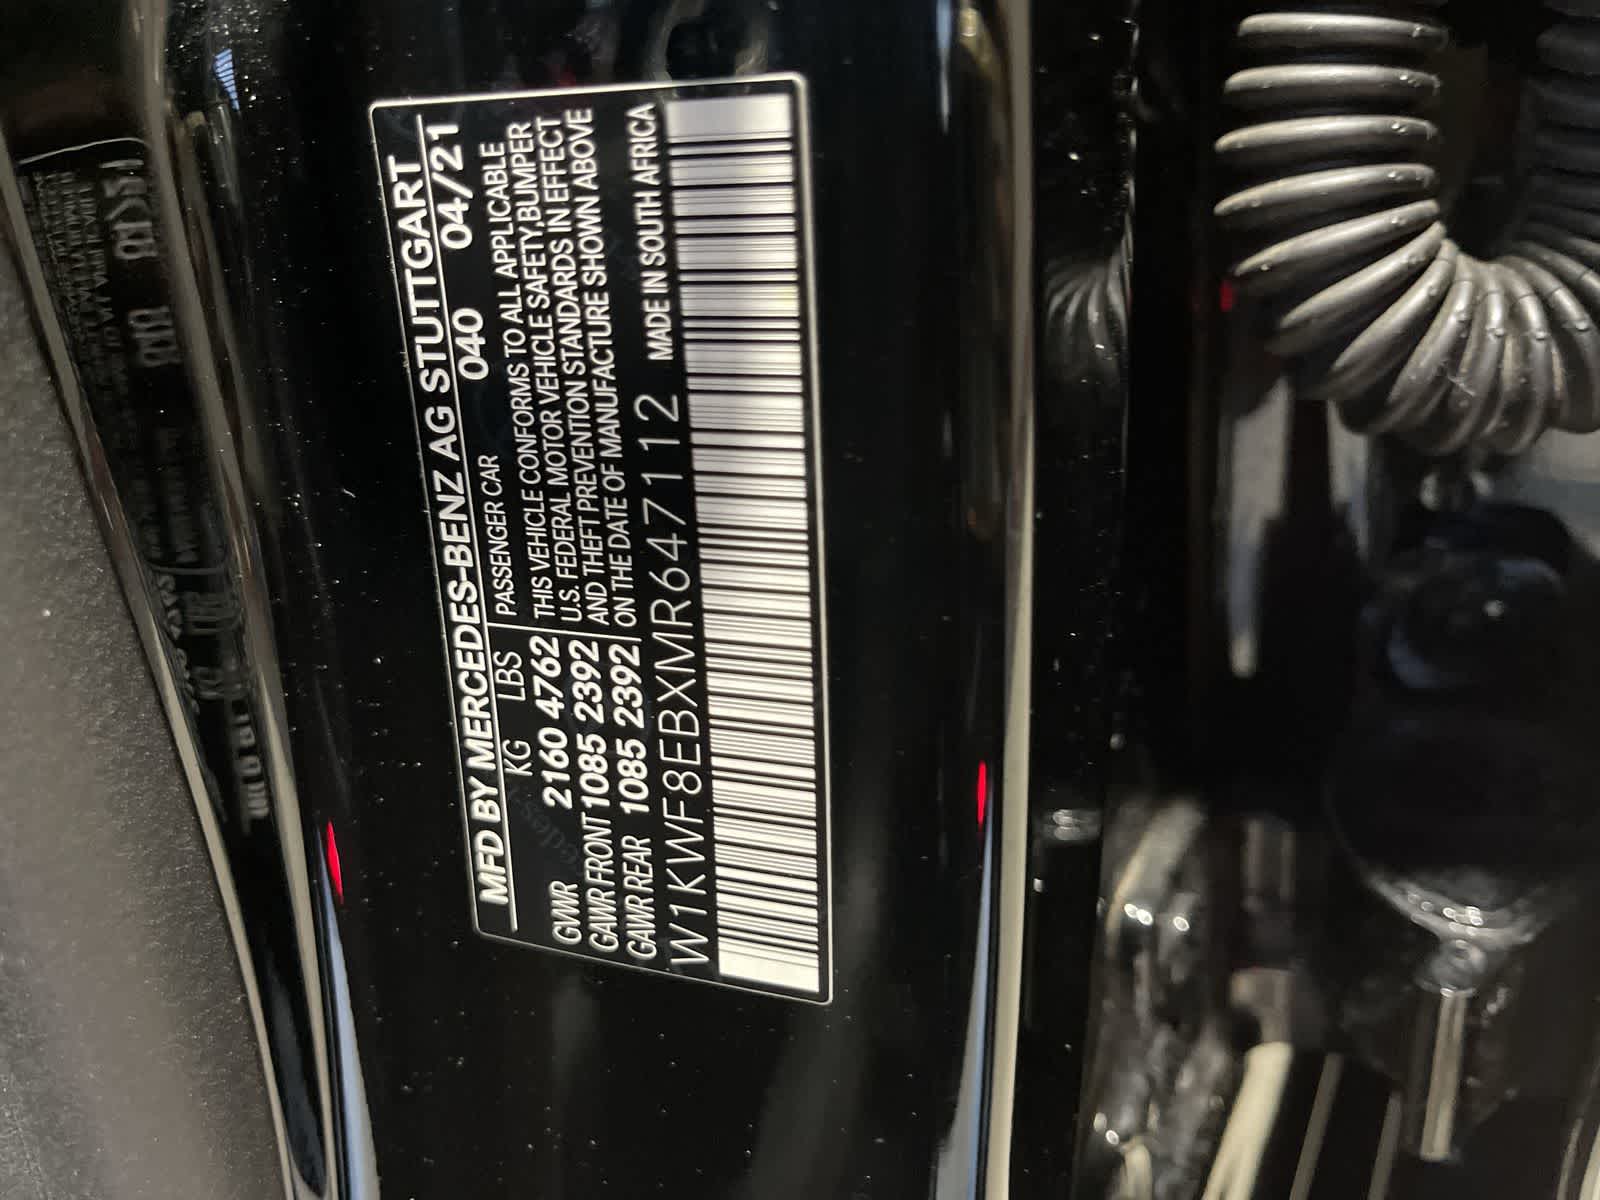 MFD BY MERCEDES-BENZ AG STUTTGART
040 04/21
KG LBS
GVWR 2160 4762
GAWR FRONT 1085 2392
GAWR REAR 1085 2392
PASSENGER CAR
THIS VEHICLE CONFORMS TO ALL APPLICABLE
U.S. FEDERAL MOTOR VEHICLE SAFETY, BUMPER
AND THEFT PREVENTION STANDARDS IN EFFECT
ON THE DATE OF MANUFACTURE SHOWN ABOVE
W1KWF8EBXMR647112 MADE IN SOUTH AFRICA